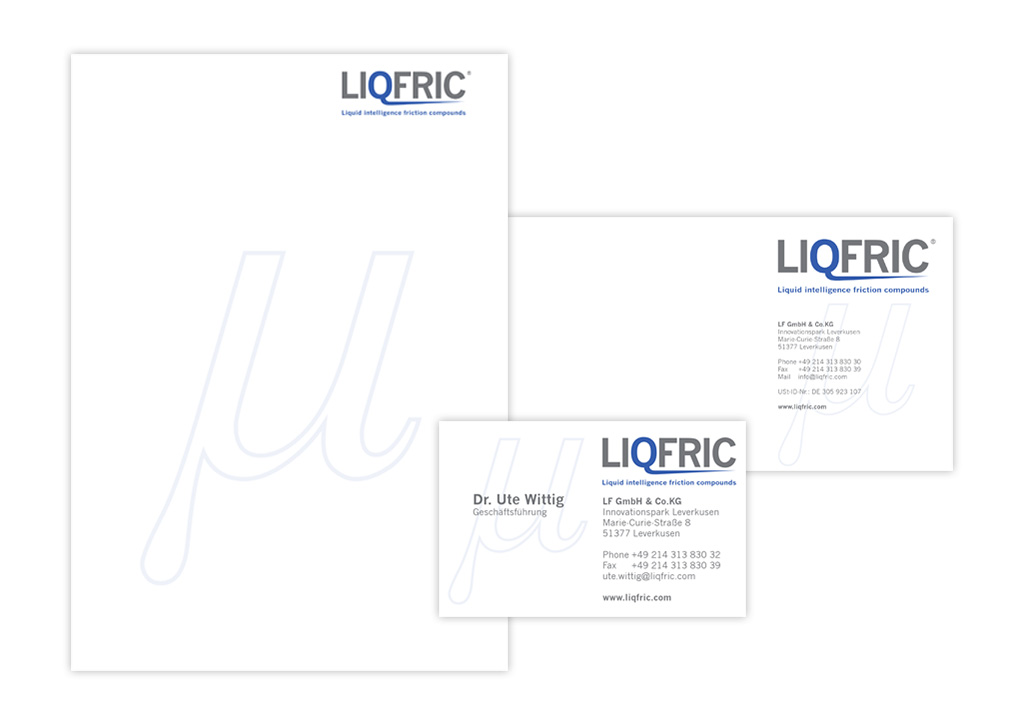 LIQFRIC®
Liquid intelligence friction compounds
µ
LIQFRIC®
Liquid intelligence friction compounds
LF GmbH & Co.KG
Innovationspark Leverkusen
Marie-Curie-Straße 8
51377 Leverkusen
Phone +49 214 313 830 30
Fax +49 214 313 830 39
Mail info@liqfric.com
USt-ID-Nr.: DE 305 923 107
www.liqfric.com
µ
LIQFRIC
Liquid intelligence friction compounds
Dr. Ute Wittig
Geschäftsführung
LF GmbH & Co.KG
Innovationspark Leverkusen
Marie-Curie-Straße 8
51377 Leverkusen
Phone +49 214 313 830 32
Fax +49 214 313 830 39
ute.wittig@liqfric.com
www.liqfric.com
µ